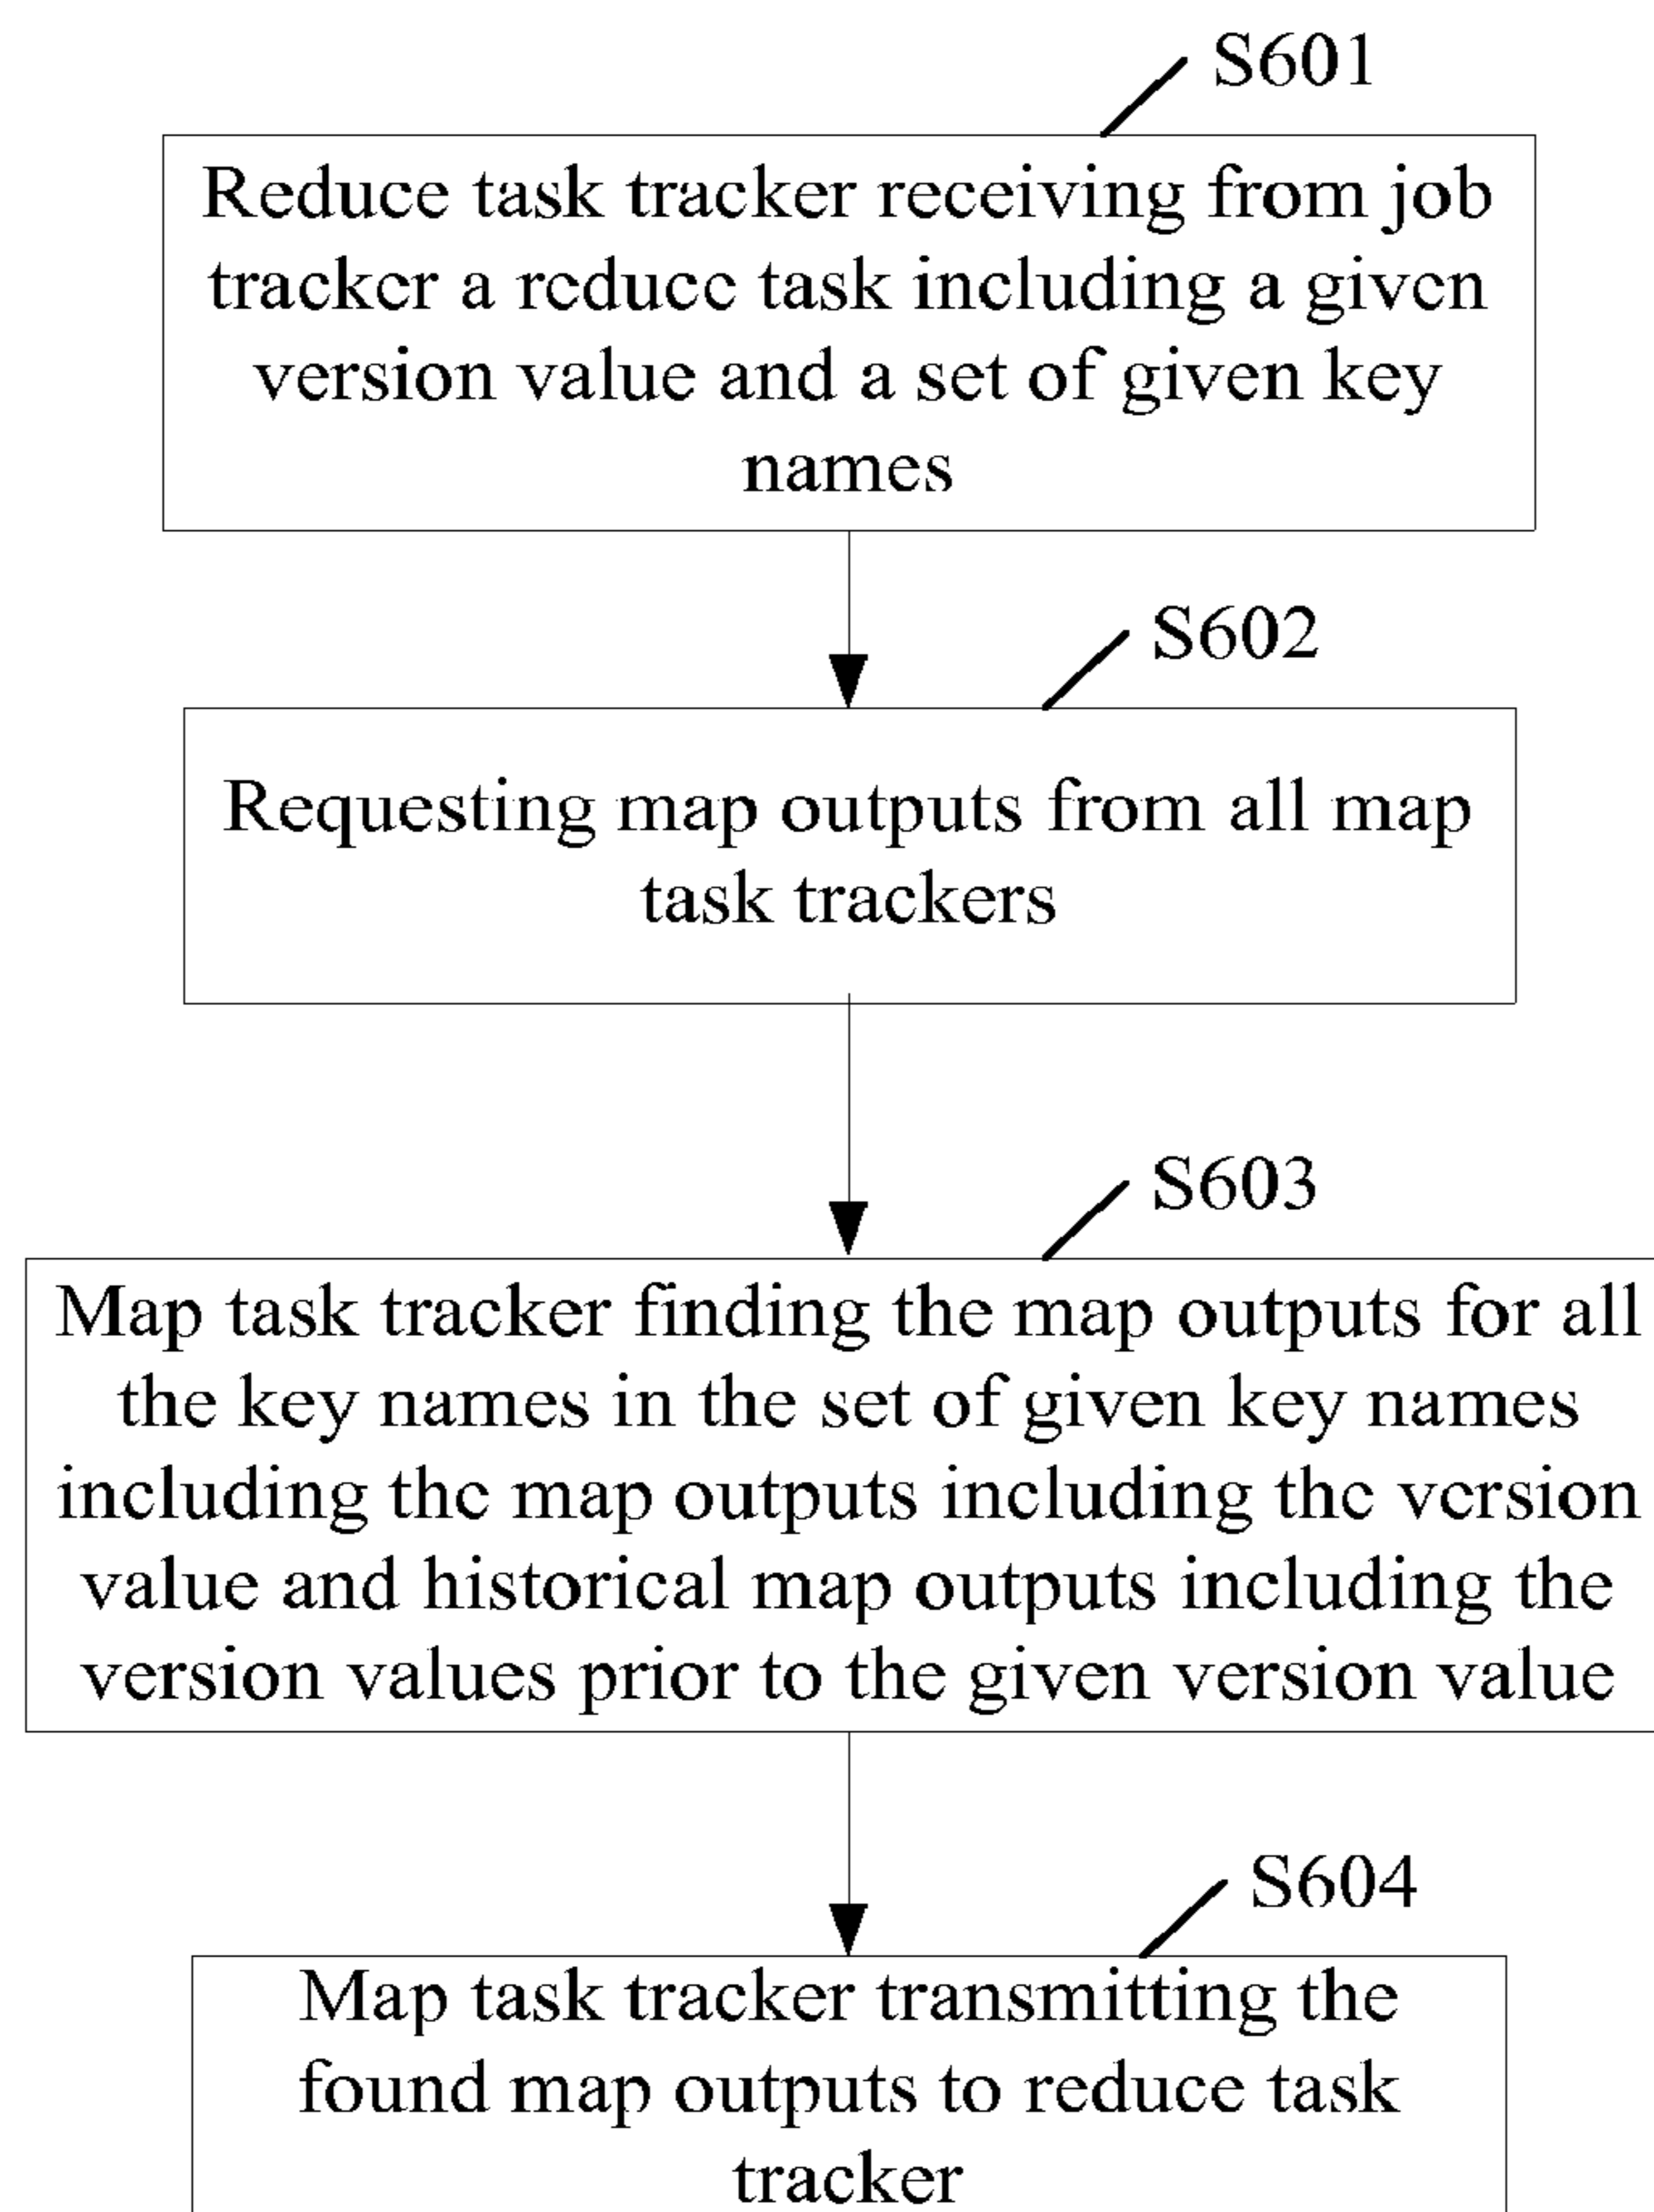 S601
Reduce task tracker receiving from job
tracker a reduce task including a given
version value and a set of given key
names
S602
Requesting map outputs from all map
task trackers
S603
Map task tracker finding the map outputs for all
the key names in the set of given key names
including the map outputs including the version
value and historical map outputs including the
version values prior to the given version value
S604
Map task tracker transmitting the
found map outputs to reduce task
tracker